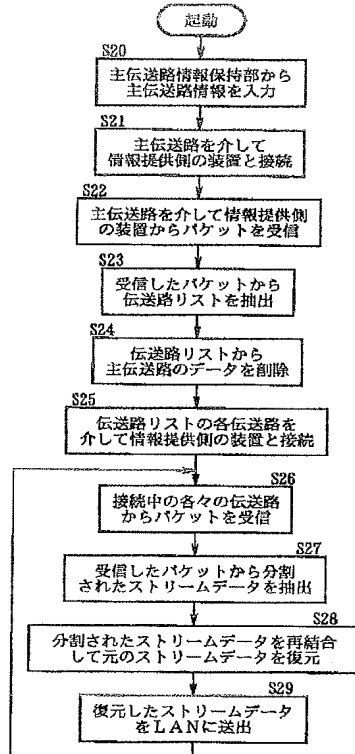 起動
S20
主伝送路情報保持部から
主伝送路情報を入力
S21
主伝送路を介して
情報提供側の装置と接続
S22
主伝送路を介して情報提供側
の装置からパケットを受信
S23
受信したパケットから
伝送路リストを抽出
S24
伝送路リストから
主伝送路のデータを削除
S25
伝送路リストの各伝送路を
介して情報提供側の装置と接続
S26
接続中の各々の伝送路
からパケットを受信
S27
受信したパケットから分割
されたストリームデータを抽出
S28
分割されたストリームデータを再結合
して元のストリームデータを復元
S29
復元したストリームデータ
をLANに送出